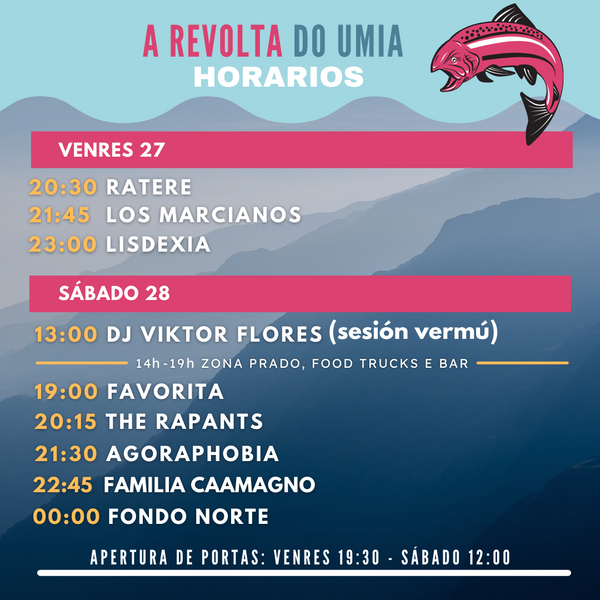 A REVOLTA DO UMIA
HORARIOS
VENRES 27
20:30 RATERE
21:45 LOS MARCIANOS
23:00 LISDEXIA
SÁBADO 28
13:00 DJ VIKTOR FLORES (sesión vermú)
14h-19h ZONA PRADO, FOOD TRUCKS E BAR
19:00 FAVORITA
20:15 THE RAPANTS
21:30 AGORAPHOBIA
22:45 FAMILIA CAAMAGNO
00:00 FONDO NORTE
APERTURA DE PORTAS: VENRES 19:30 - SÁBADO 12:00